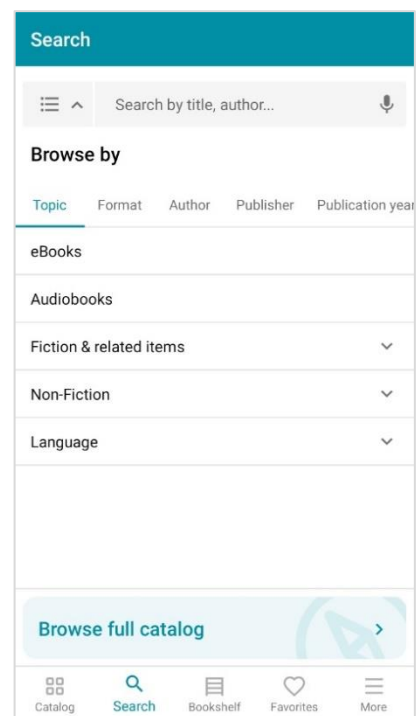 Search
Search by title, author...
Browse by
Topic Format Author Publisher Publication year
eBooks
Audiobooks
Fiction & related items
Non-Fiction
Language
Browse full catalog
Catalog Search Bookshelf Favorites More